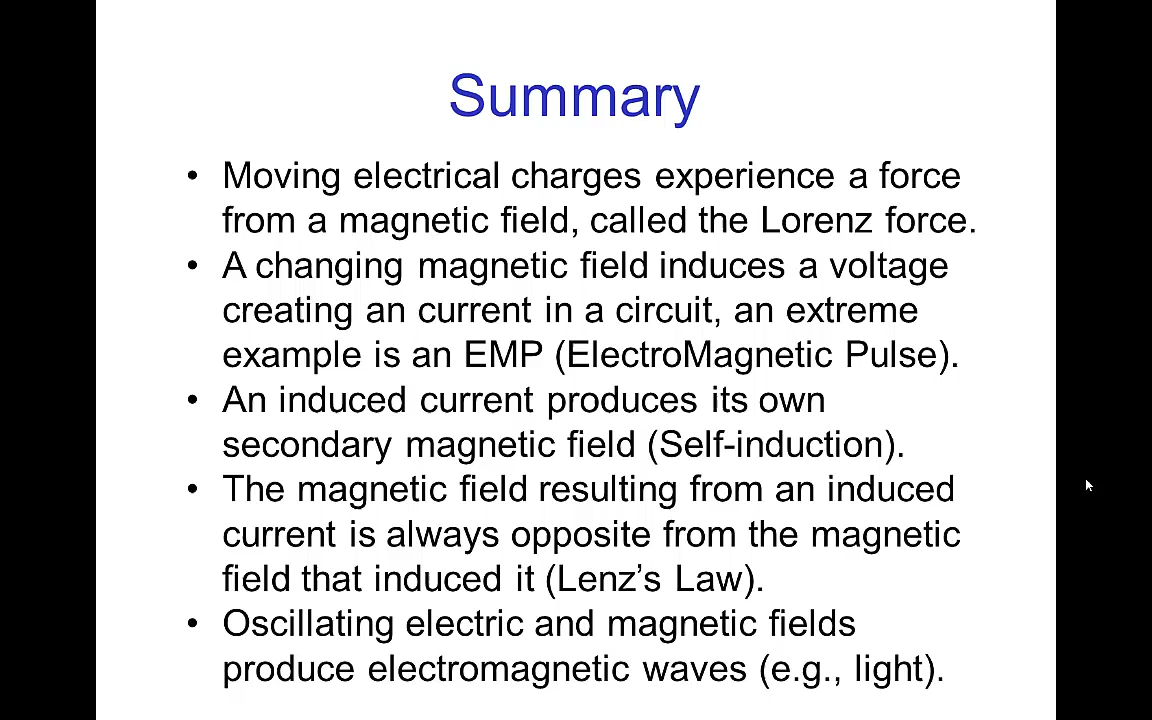 Summary
• Moving electrical charges experience a force
from a magnetic field, called the Lorenz force.
• A changing magnetic field induces a voltage
creating an current in a circuit, an extreme
example is an EMP (ElectroMagnetic Pulse).
• An induced current produces its own
secondary magnetic field (Self-induction).
• The magnetic field resulting from an induced
current is always opposite from the magnetic
field that induced it (Lenz’s Law).
• Oscillating electric and magnetic fields
produce electromagnetic waves (e.g., light).